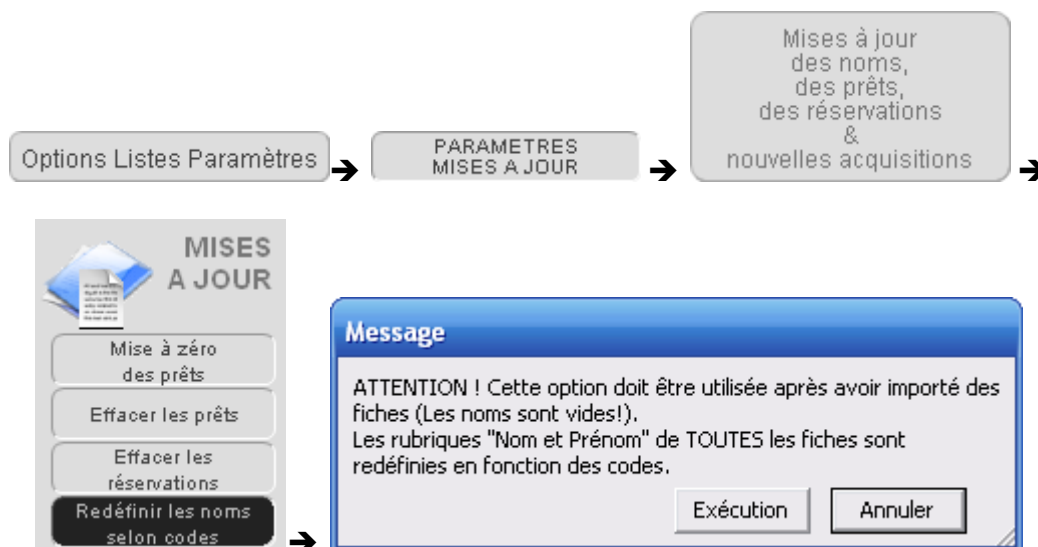 Mises à jour
des noms,
des prêts,
des réservations
&
nouvelles acquisitions
Options Listes Paramètres
PARAMETRES
MISES A JOUR
MISES
A JOUR
Mise à zéro
des prêts
Effacer les prêts
Effacer les
réservations
Redéfinir les noms
selon codes
Message
ATTENTION ! Cette option doit être utilisée après avoir importé des
fiches (Les noms sont vides!).
Les rubriques "Nom et Prénom" de TOUTES les fiches sont
redéfinies en fonction des codes.
Exécution
Annuler